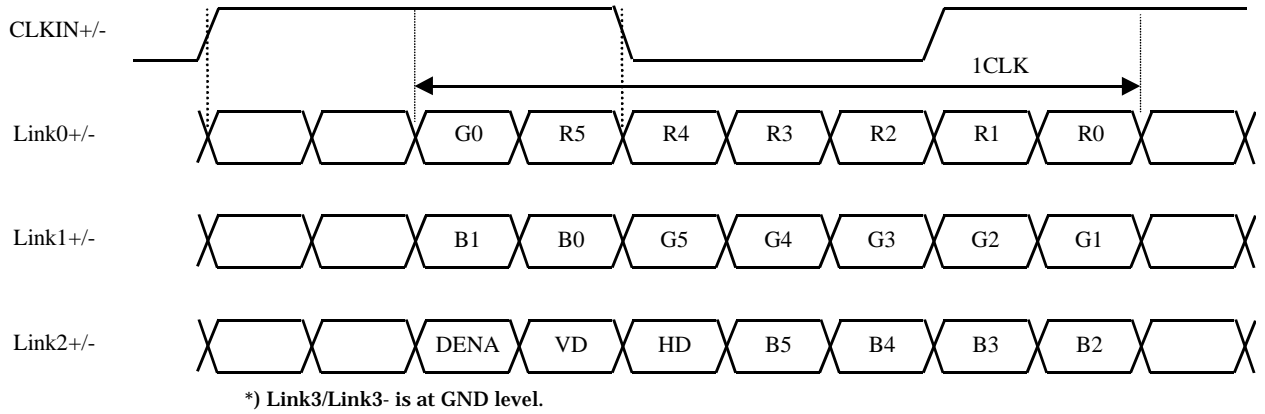 CLKIN+/-
1CLK
Link0+/- G0 R5 R4 R3 R2 R1 R0
Link1+/- B1 B0 G5 G4 G3 G2 G1
Link2+/- DENA VD HD B5 B4 B3 B2
*) Link3/Link3- is at GND level.